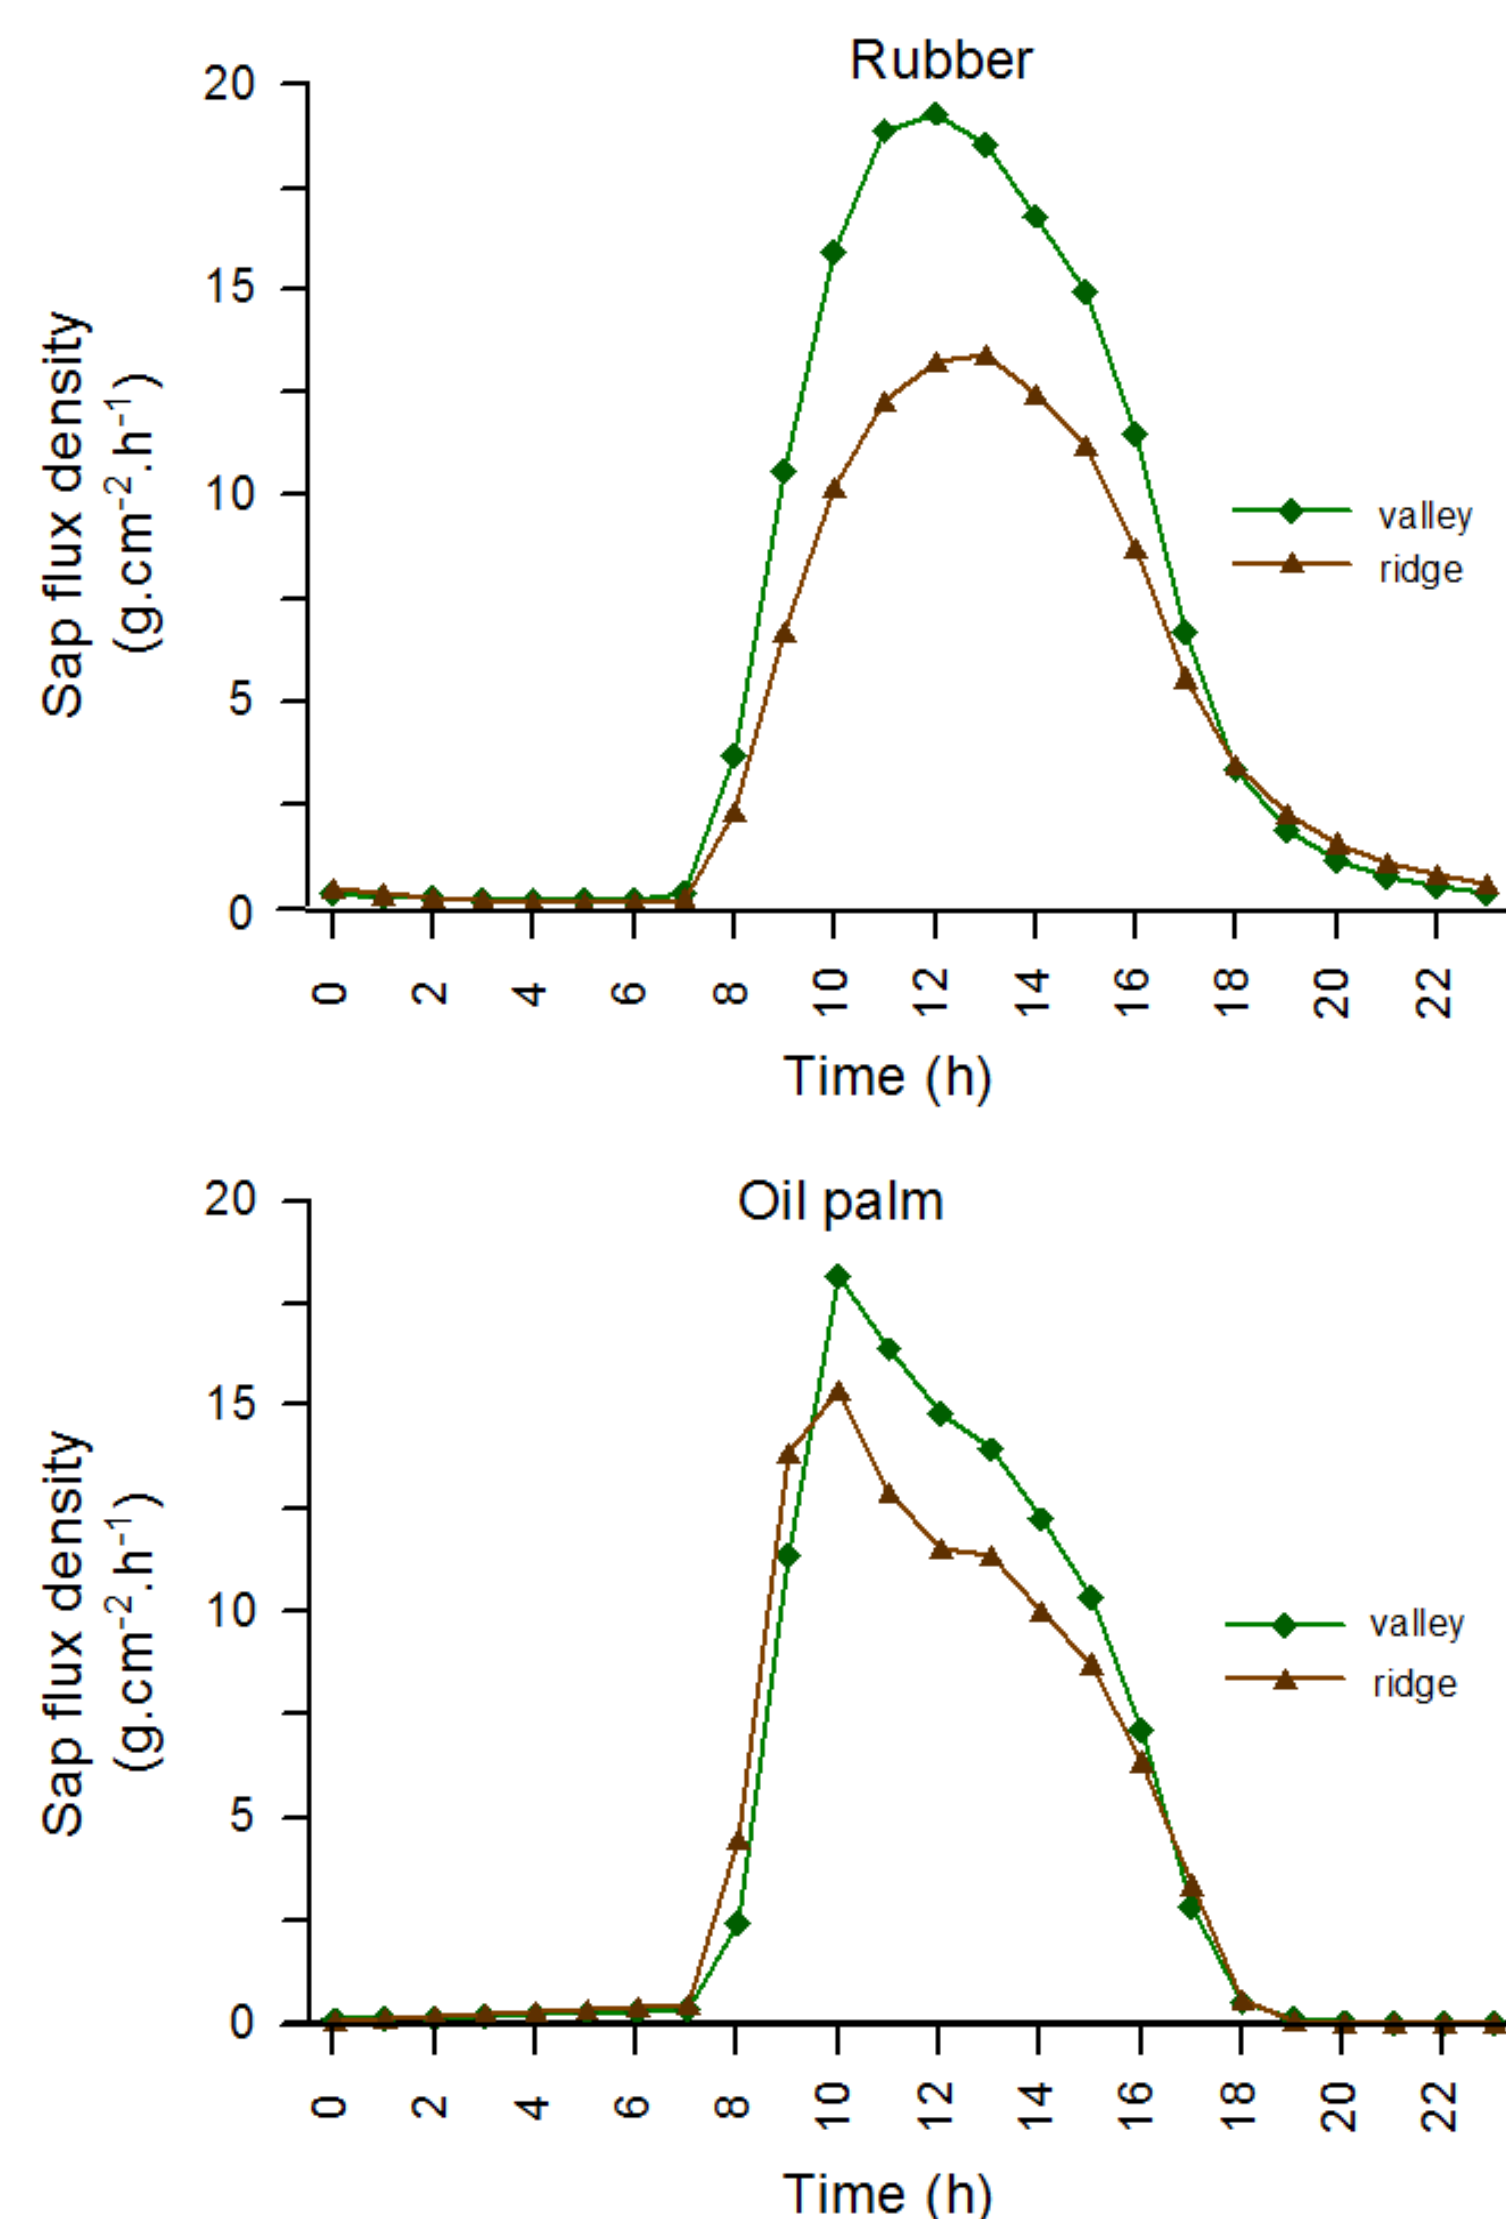 Rubber
20
15
10
5
0
Sap flux density
(g.cm-2.h-1)
valley
ridge
0 2 4 6 8 10 12 14 16 18 20 22
Time (h)
Oil palm
20
15
10
5
0
Sap flux density
(g.cm-2.h-1)
valley
ridge
0 2 4 6 8 10 12 14 16 18 20 22
Time (h)